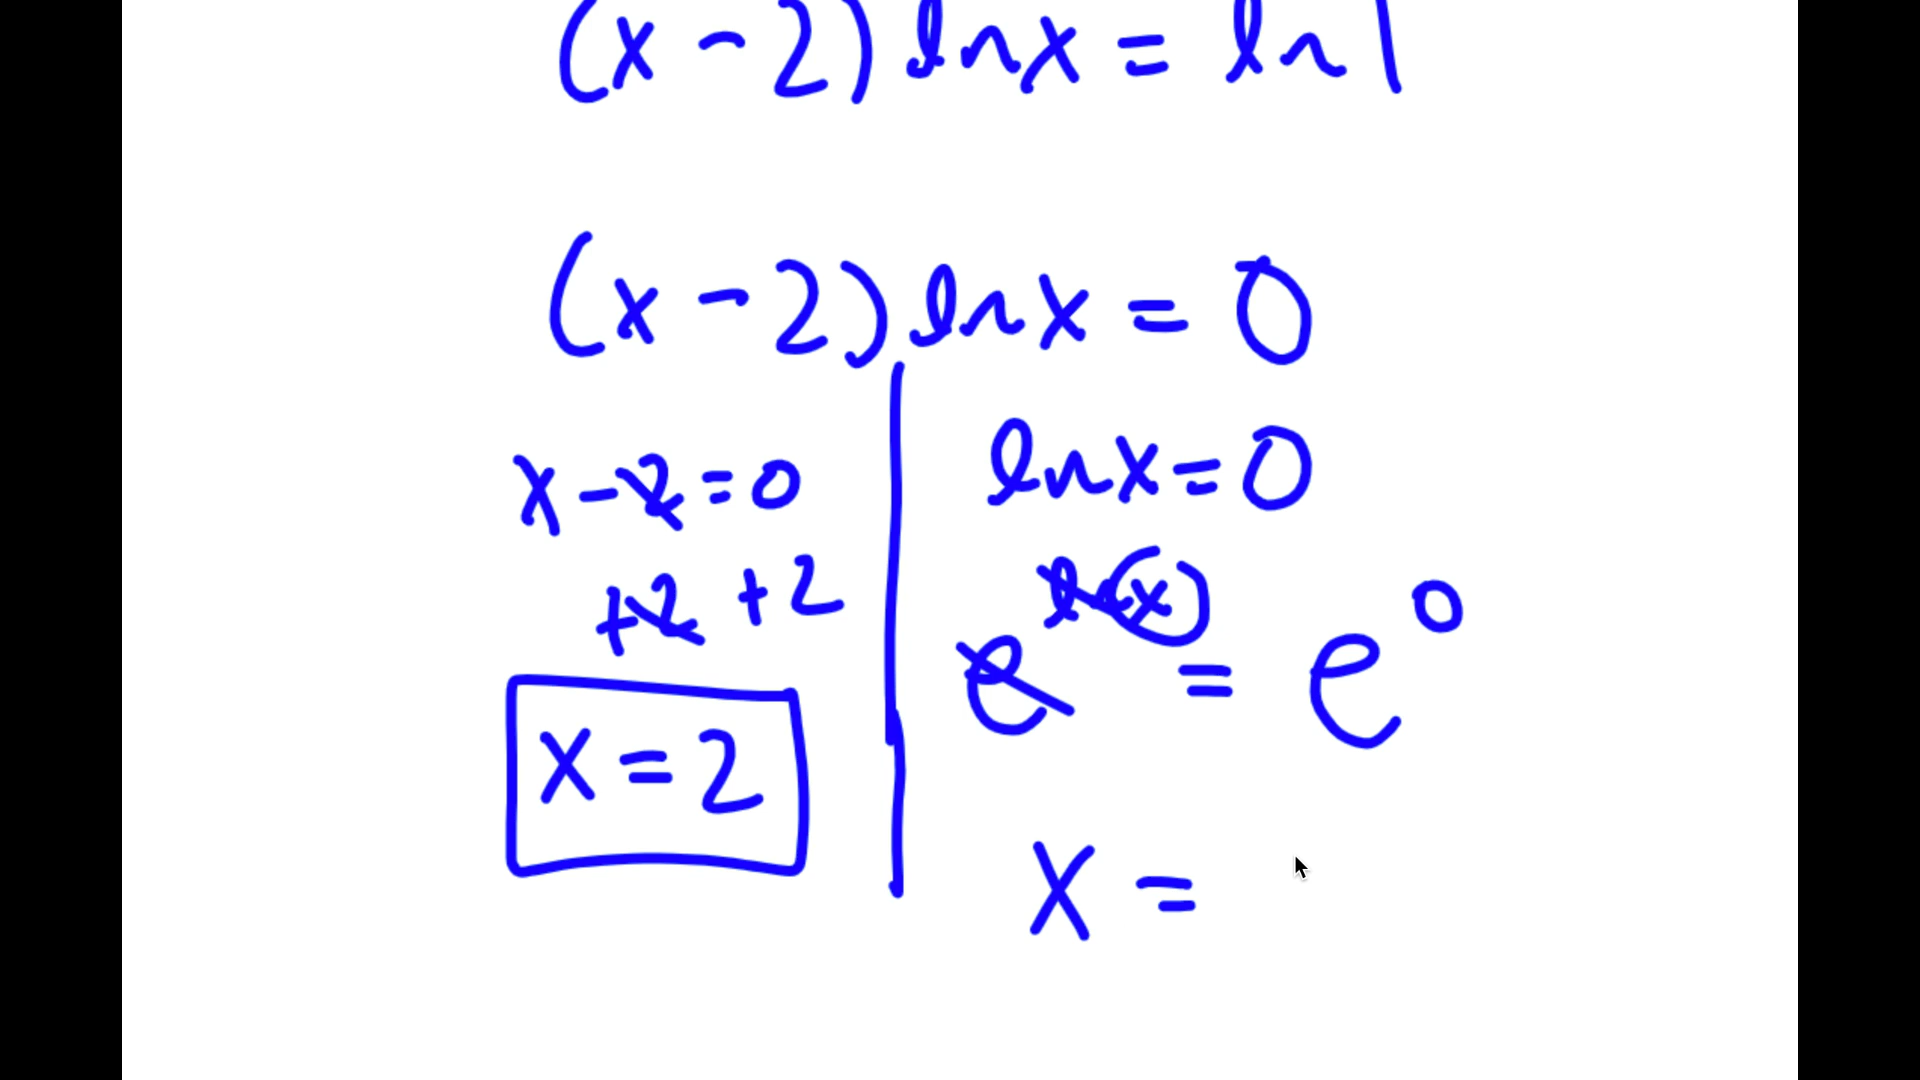 (x - 2) ln x = ln 1
(x - 2) ln x = 0
x - 2 = 0
+2 +2
x = 2
ln x = 0
e^ln(x) = e^0
x =